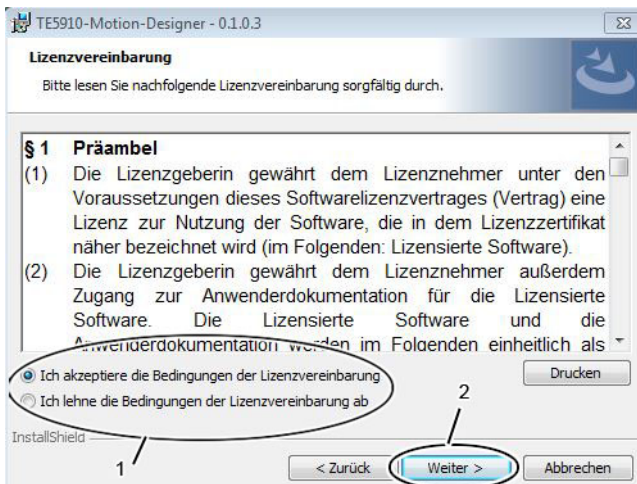 TE5910-Motion-Designer - 0.1.0.3
Lizenzvereinbarung
Bitte lesen Sie nachfolgende Lizenzvereinbarung sorgfältig durch.
§ 1 Präambel
(1) Die Lizenzgeberin gewährt dem Lizenznehmer unter den
Voraussetzungen dieses Softwarelizenzvertrages (Vertrag) eine
Lizenz zur Nutzung der Software, die in dem Lizenzzertifikat
näher bezeichnet wird (im Folgenden: Lizensierte Software).
(2) Die Lizenzgeberin gewährt dem Lizenznehmer außerdem
Zugang zur Anwenderdokumentation für die Lizensierte
Software. Die Lizensierte Software und die
Anwenderdokumentation werden im Folgenden einheitlich als
Ich akzeptiere die Bedingungen der Lizenzvereinbarung
Drucken
Ich lehne die Bedingungen der Lizenzvereinbarung ab
2
InstallShield
1
< Zurück Weiter > Abbrechen